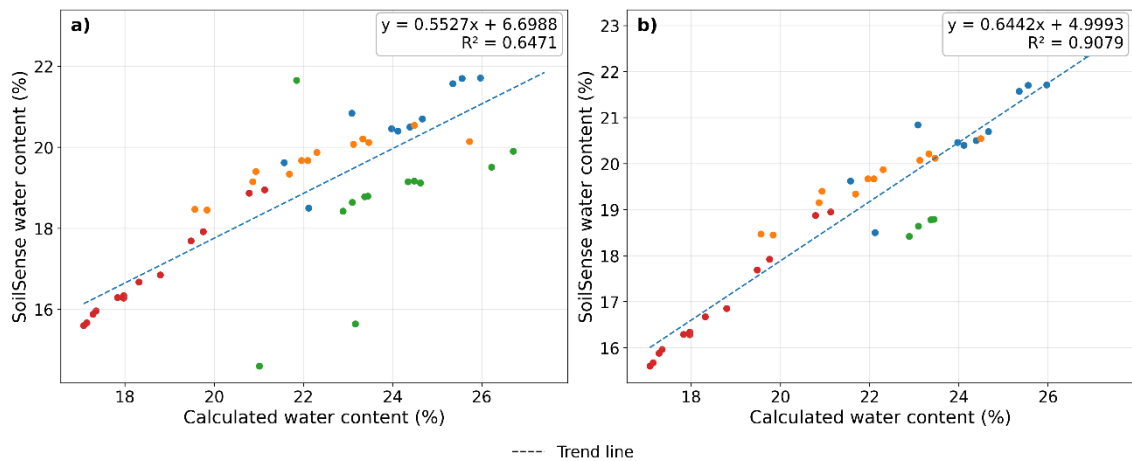 a)
y = 0.5527x + 6.6988
R² = 0.6471
22
20
18
16
SoilSense water content (%)
18 20 22 24 26
Calculated water content (%)
b)
y = 0.6442x + 4.9993
R² = 0.9079
23
22
21
20
19
18
17
16
SoilSense water content (%)
18 20 22 24 26
Calculated water content (%)
Trend line